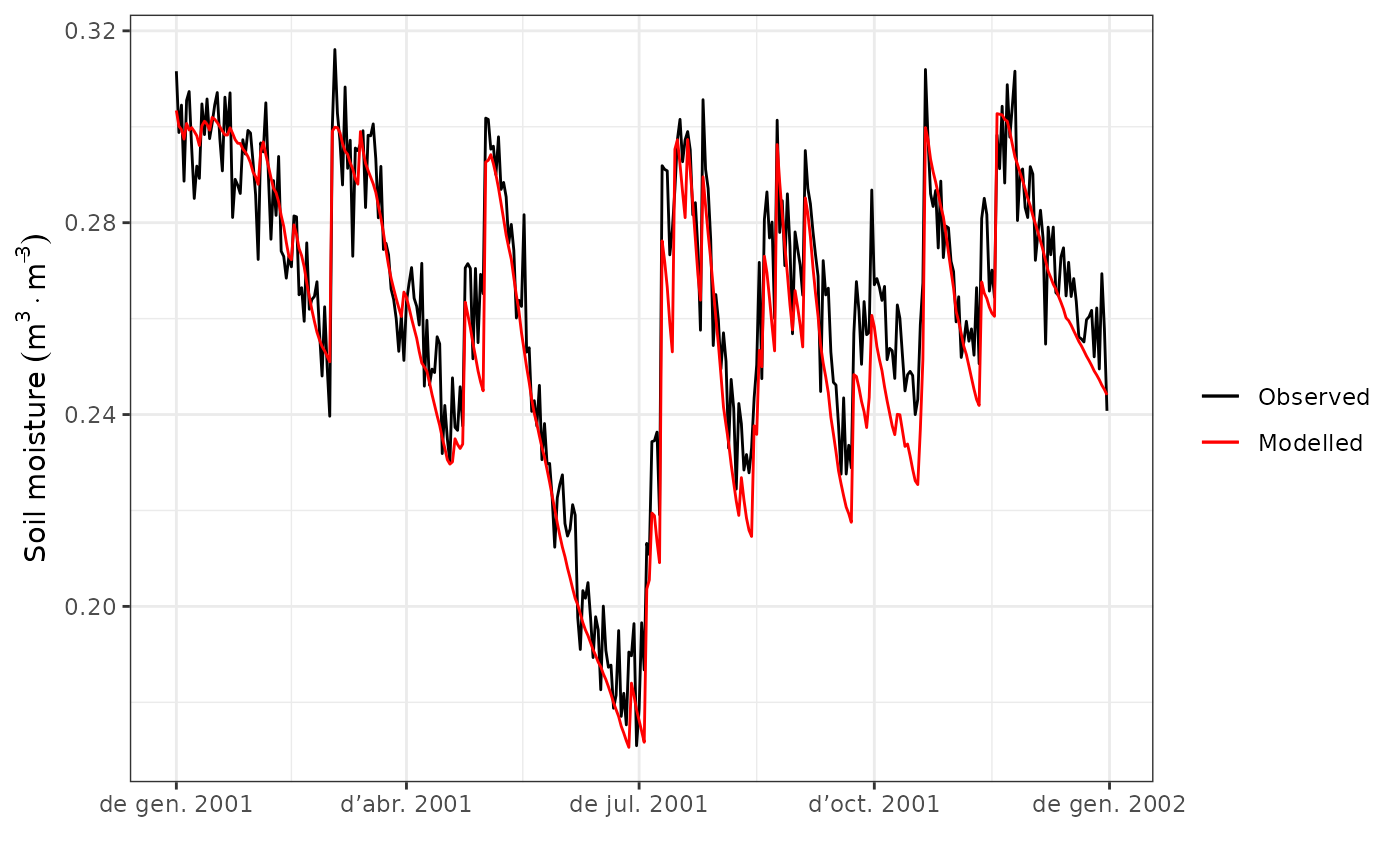 Soil moisture (m³ · m⁻³)
0.32
0.28
0.24
0.20
de gen. 2001 d’abr. 2001 de jul. 2001 d’oct. 2001 de gen. 2002
Observed
Modelled